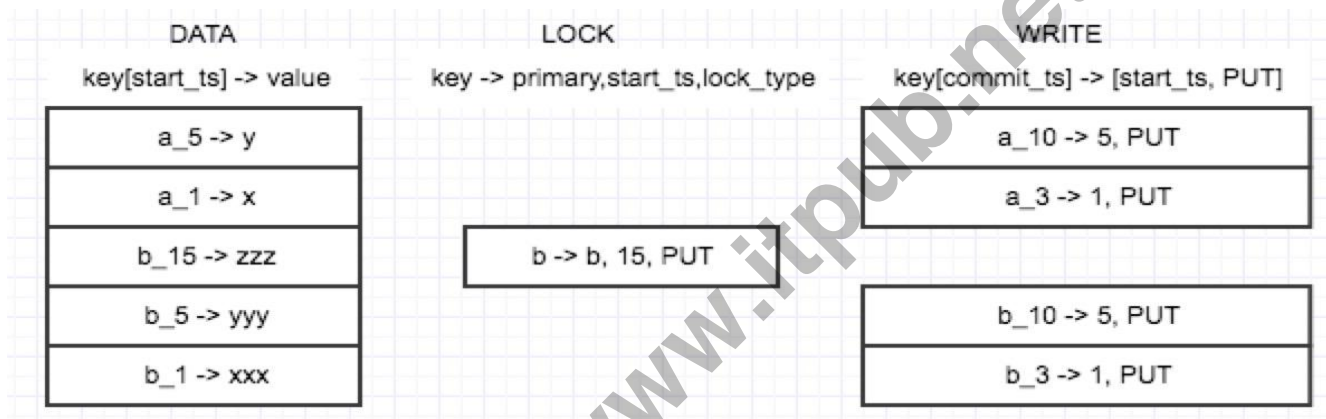 DATA LOCK WRITE
key[start_ts] -> value key -> primary,start_ts,lock_type key[commit_ts] -> [start_ts, PUT]
a_5 -> y a_10 -> 5, PUT
a_1 -> x a_3 -> 1, PUT
b_15 -> zzz b -> b, 15, PUT
b_5 -> yyy b_10 -> 5, PUT
b_1 -> xxx b_3 -> 1, PUT
www.itpub.net